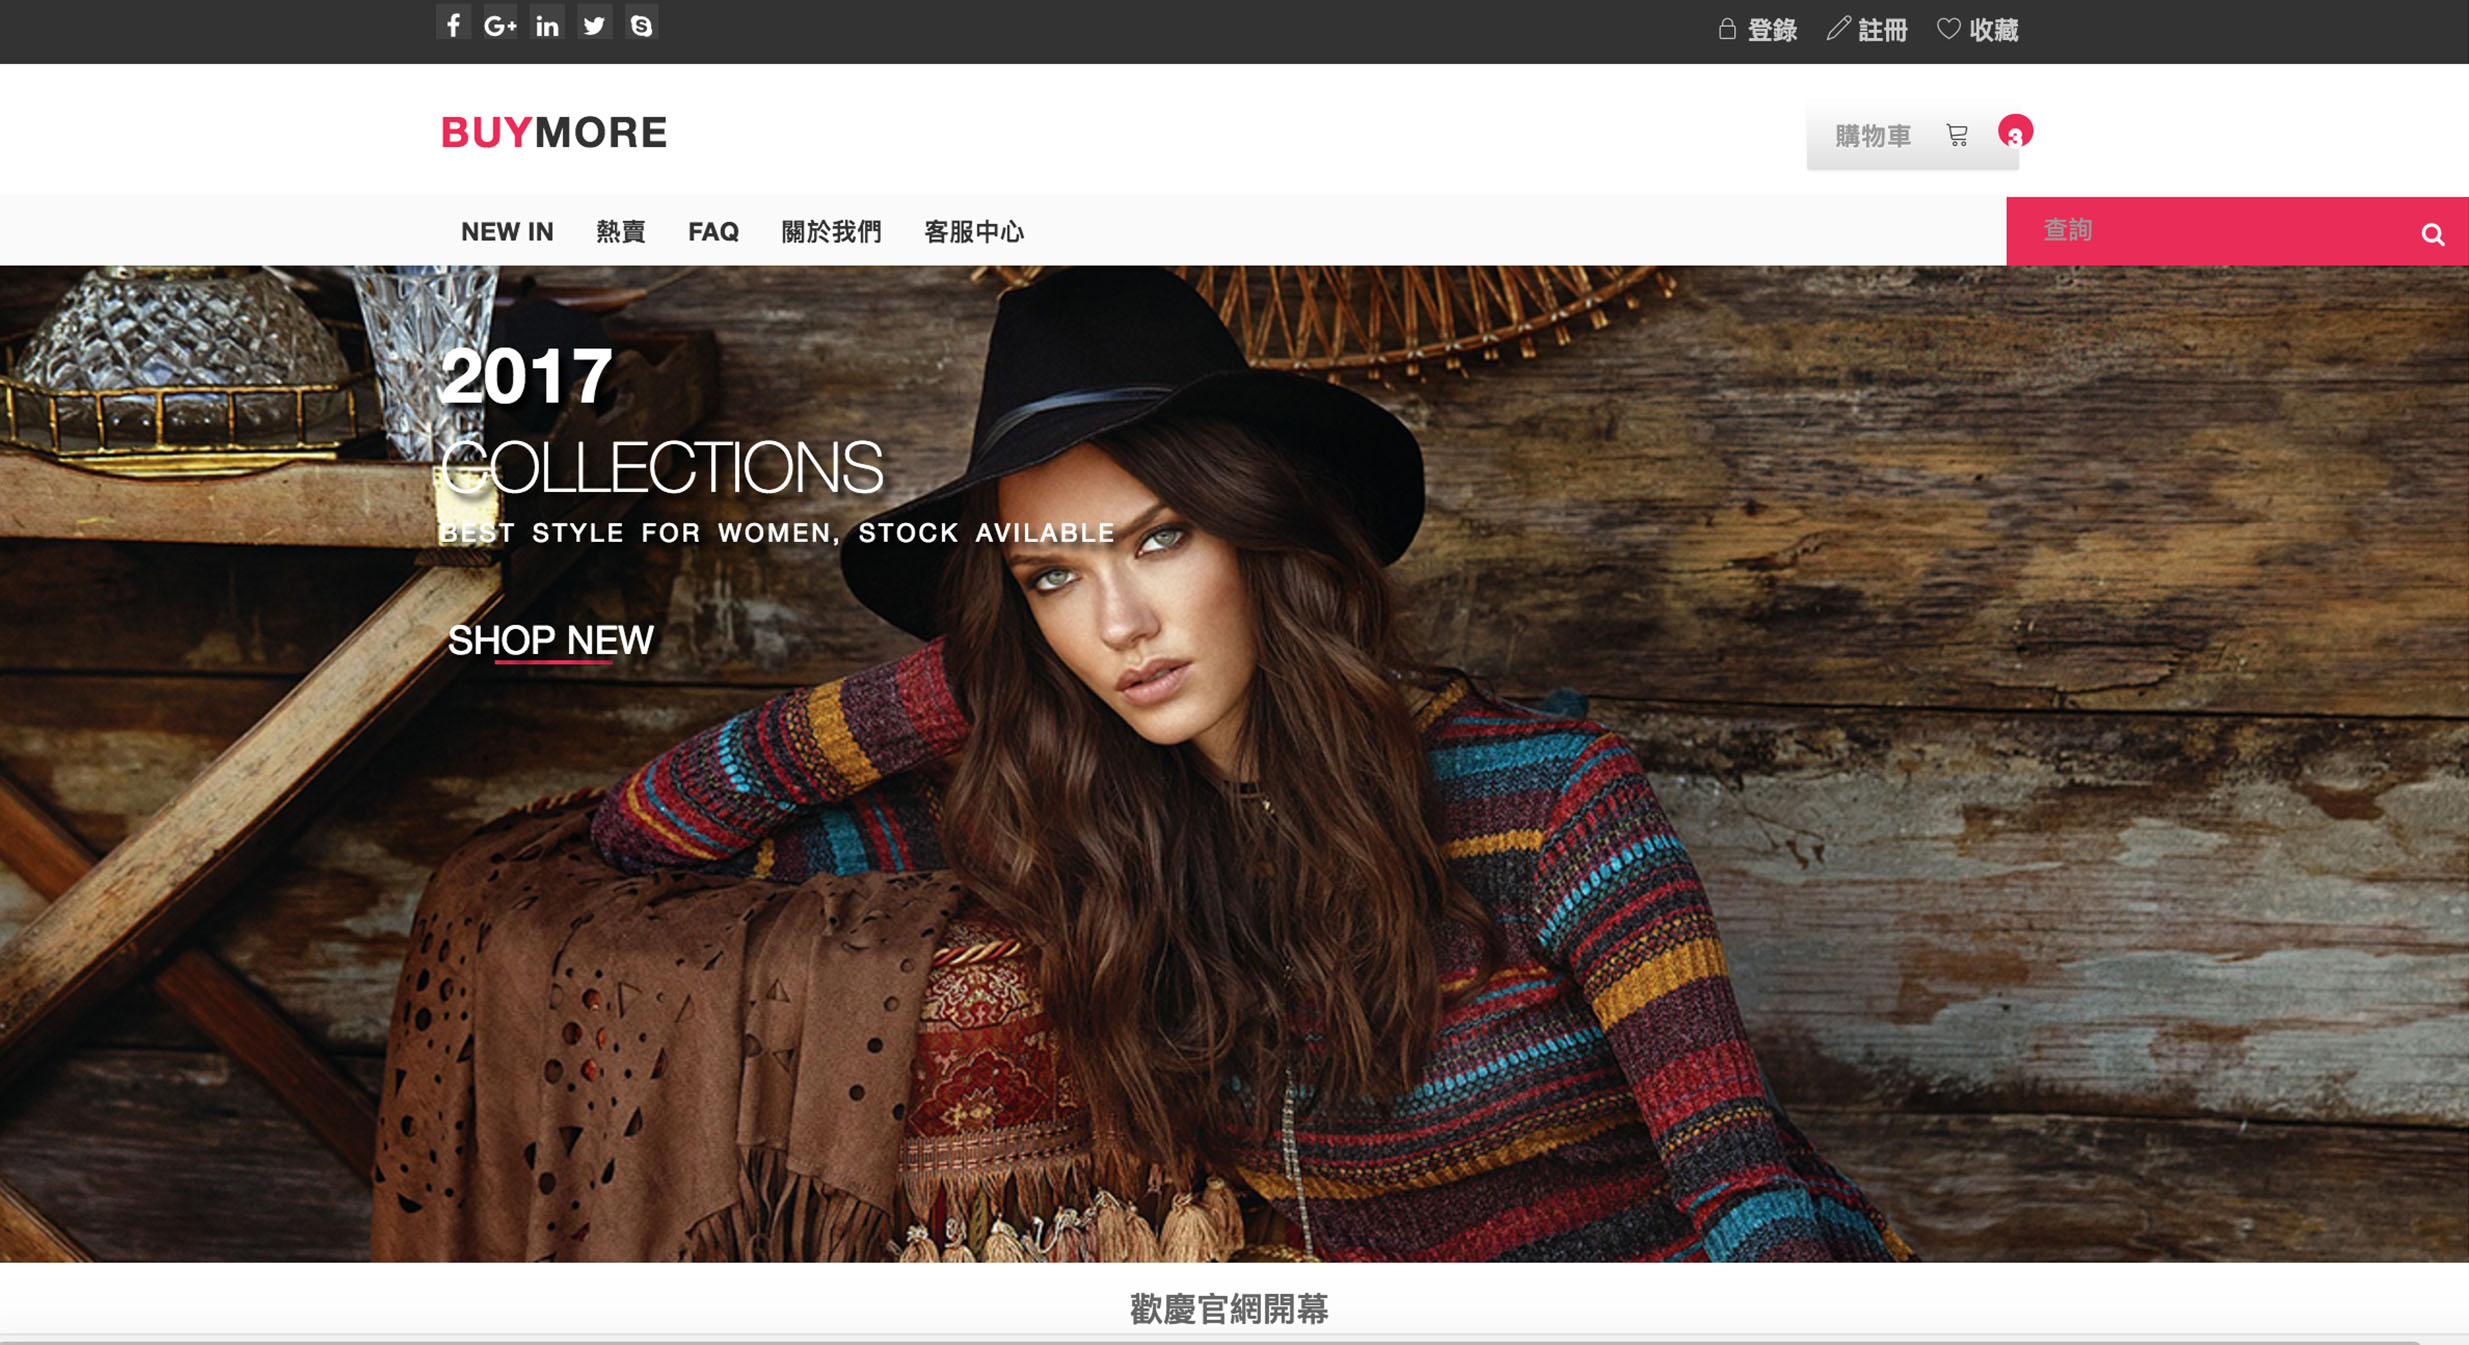 登錄 註冊 收藏
BUYMORE
購物車 3
NEW IN 熱賣 FAQ 關於我們 客服中心 查詢
2017
COLLECTIONS
BEST STYLE FOR WOMEN, STOCK AVILABLE
SHOP NEW
歡慶官網開幕